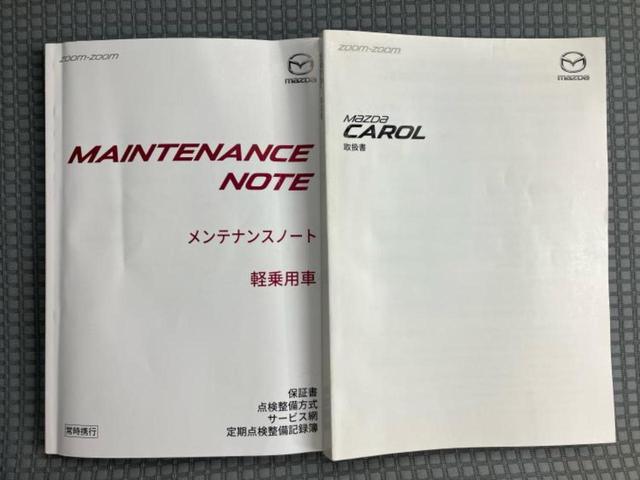 zoom-zoom
mazda
MAINTENANCE
NOTE
メンテナンスノート
軽乗用車
保証書
点検整備方式
サービス網
定期点検整備記録簿
常時携行
zoom-zoom
mazda
mazda
CAROL
取扱書